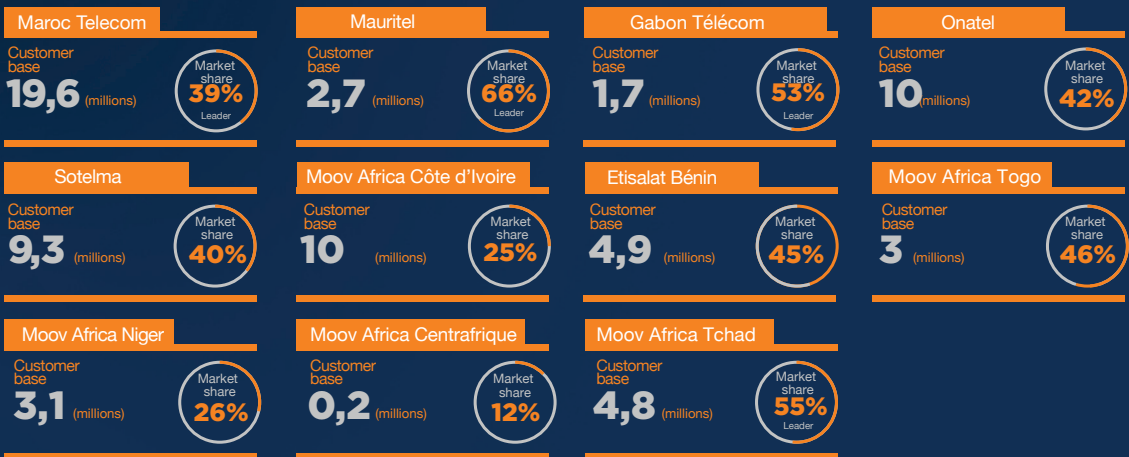 Maroc Telecom
Customer
base
19,6 (millions)
Market
share
39%
Leader
Mauritel
Customer
base
2,7 (millions)
Market
share
66%
Leader
Gabon Télécom
Customer
base
1,7 (millions)
Market
share
53%
Leader
Onatel
Customer
base
10 (millions)
Market
share
42%
Sotelma
Customer
base
9,3 (millions)
Market
share
40%
Moov Africa Côte d'Ivoire
Customer
base
10 (millions)
Market
share
25%
Etisalat Bénin
Customer
base
4,9 (millions)
Market
share
45%
Moov Africa Togo
Customer
base
3 (millions)
Market
share
46%
Moov Africa Niger
Customer
base
3,1 (millions)
Market
share
26%
Moov Africa Centrafrique
Customer
base
0,2 (millions)
Market
share
12%
Moov Africa Tchad
Customer
base
4,8 (millions)
Market
share
55%
Leader